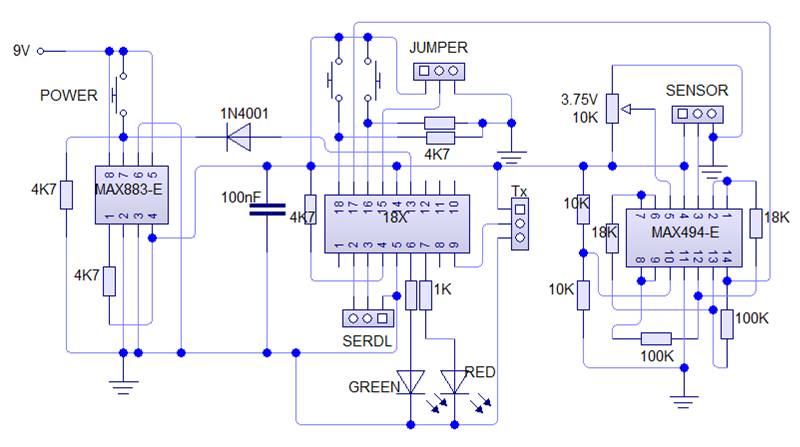 JUMPER
9V
POWER
1N4001
4K7
3.75V
10K
SENSOR
8 7 6 5
MAX883-E
1 2 3 4
4K7
4K7
100nF
4K7
18 17 16 15 14 13 12 11 10
18X
1 2 3 4 5 6 7 8 9
Tx
10K
18K
7 6 5 4 3 2 1
MAX494-E
8 9 10 11 12 13 14
18K
10K
1K
SERDL
100K
100K
GREEN
RED